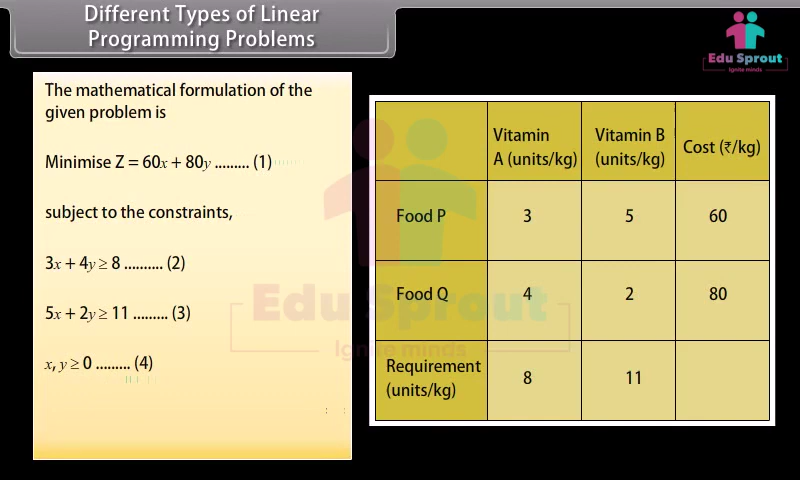 Different Types of Linear
Programming Problems
Edu Sprout
Ignite minds
The mathematical formulation of the
given problem is
Minimise Z = 60x + 80y ......... (1)
subject to the constraints,
3x + 4y ≥ 8 .......... (2)
5x + 2y ≥ 11 ......... (3)
x, y ≥ 0 ......... (4)
Vitamin
A (units/kg)
Vitamin B
(units/kg)
Cost (₹/kg)
Food P 3 5 60
Food Q 4 2 80
Requirement
(units/kg)
8 11
Edu Sprout
Ignite minds